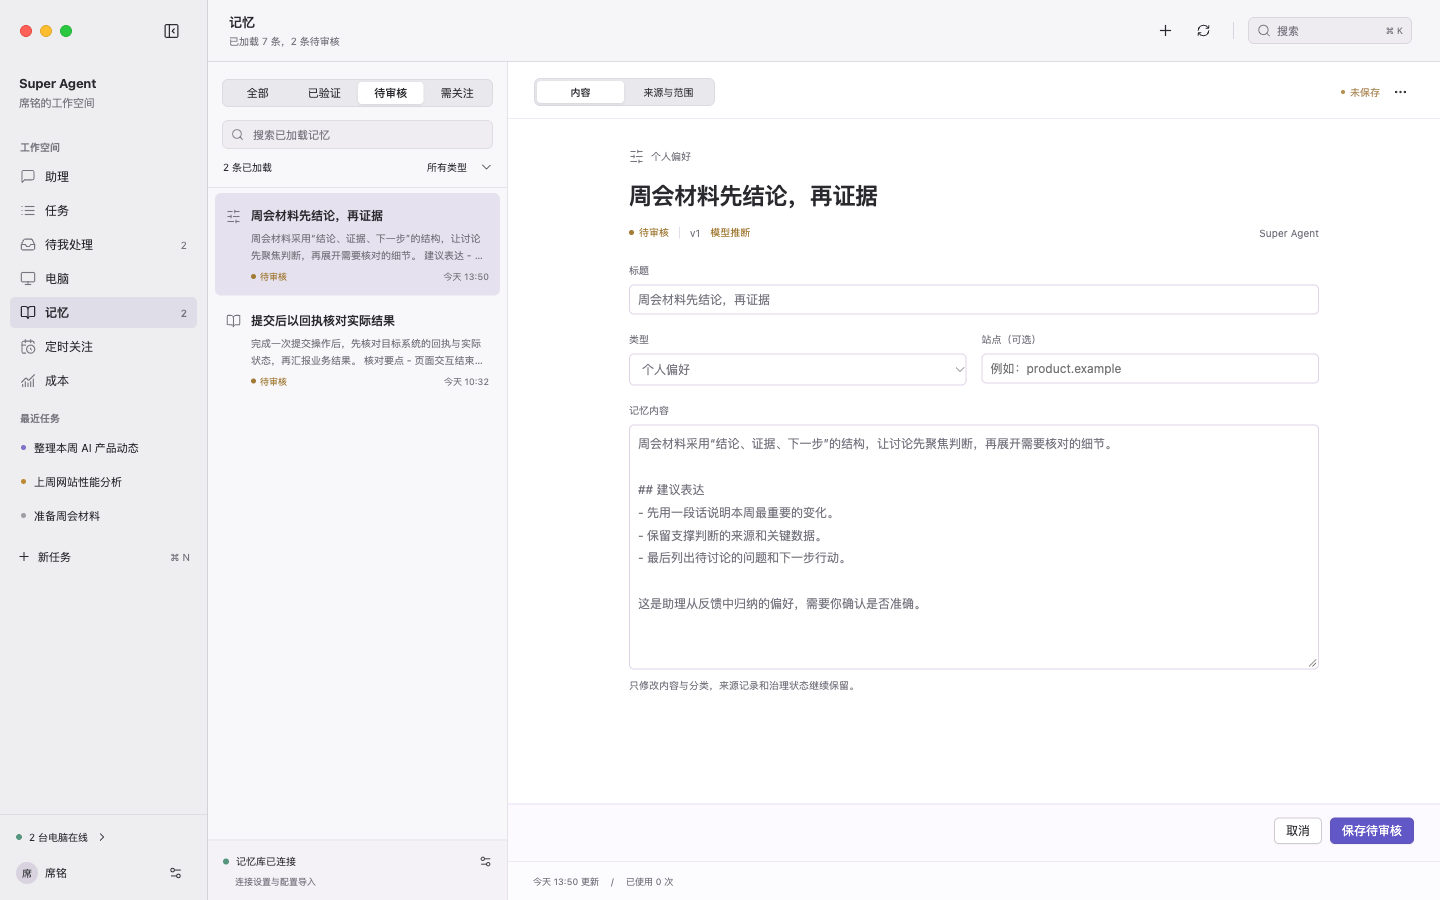 Super Agent
席铭的工作空间
工作空间
助理
任务
待我处理 2
电脑
记忆 2
定时关注
成本
最近任务
整理本周 AI 产品动态
上周网站性能分析
准备周会材料
新任务 ⌘ N
2 台电脑在线
席 席铭
记忆
已加载 7 条，2 条待审核
搜索 ⌘ K
全部 已验证 待审核 需关注
搜索已加载记忆
2 条已加载 所有类型
周会材料先结论，再证据
周会材料采用“结论、证据、下一步”的结构，让讨论
先聚焦判断，再展开需要核对的细节。 建议表达 - ...
待审核 今天 13:50
提交后以回执核对实际结果
完成一次提交操作后，先核对目标系统的回执与实际
状态，再汇报业务结果。 核对要点 - 页面交互结束...
待审核 今天 10:32
记忆库已连接
连接设置与配置导入
内容 来源与范围
未保存
个人偏好
周会材料先结论，再证据
待审核 v1 模型推断 Super Agent
标题
周会材料先结论，再证据
类型 站点（可选）
个人偏好 例如：product.example
记忆内容
周会材料采用“结论、证据、下一步”的结构，让讨论先聚焦判断，再展开需要核对的细节。
## 建议表达
- 先用一段话说明本周最重要的变化。
- 保留支撑判断的来源和关键数据。
- 最后列出待讨论的问题和下一步行动。
这是助理从反馈中归纳的偏好，需要你确认是否准确。
只修改内容与分类，来源记录和治理状态继续保留。
取消 保存待审核
今天 13:50 更新 / 已使用 0 次